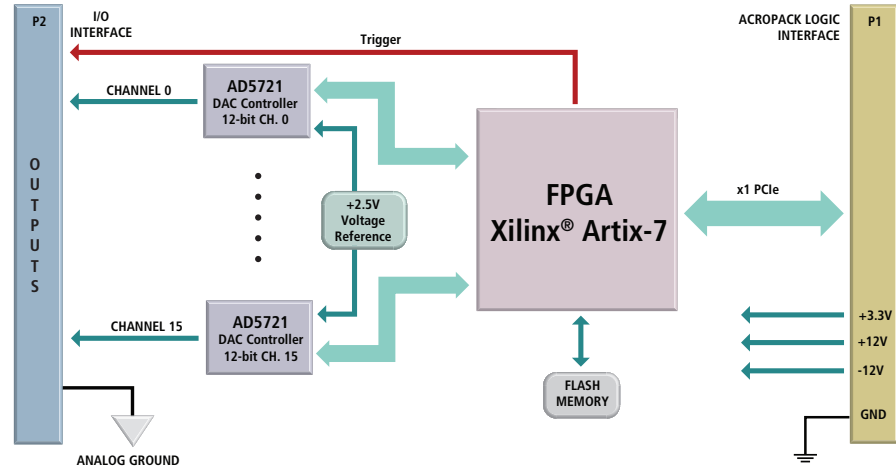 P2
I/O
INTERFACE
Trigger
ACROPACK LOGIC
INTERFACE
P1
CHANNEL 0
AD5721
DAC Controller
12-bit CH. 0
OUTPUTS
+2.5V
Voltage
Reference
FPGA
Xilinx® Artix-7
x1 PCIe
CHANNEL 15
AD5721
DAC Controller
12-bit CH. 15
+3.3V
+12V
-12V
FLASH
MEMORY
GND
ANALOG GROUND